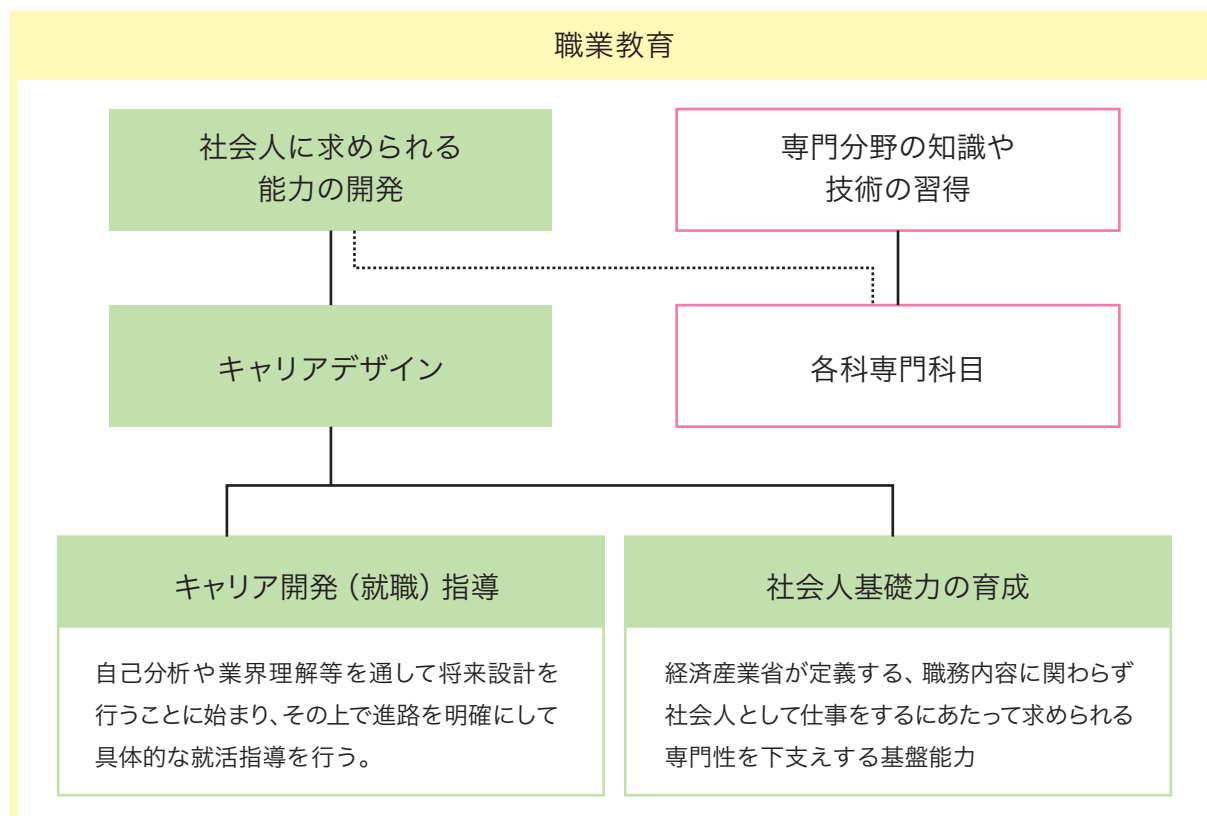 職業教育
社会人に求められる
能力の開発
専門分野の知識や
技術の習得
キャリアデザイン
各科専門科目
キャリア開発（就職）指導
自己分析や業界理解等を通して将来設計を
行うことに始まり、その上で進路を明確にして
具体的な就活指導を行う。
社会人基礎力の育成
経済産業省が定義する、職務内容に関わらず
社会人として仕事をするにあたって求められる
専門性を下支えする基盤能力